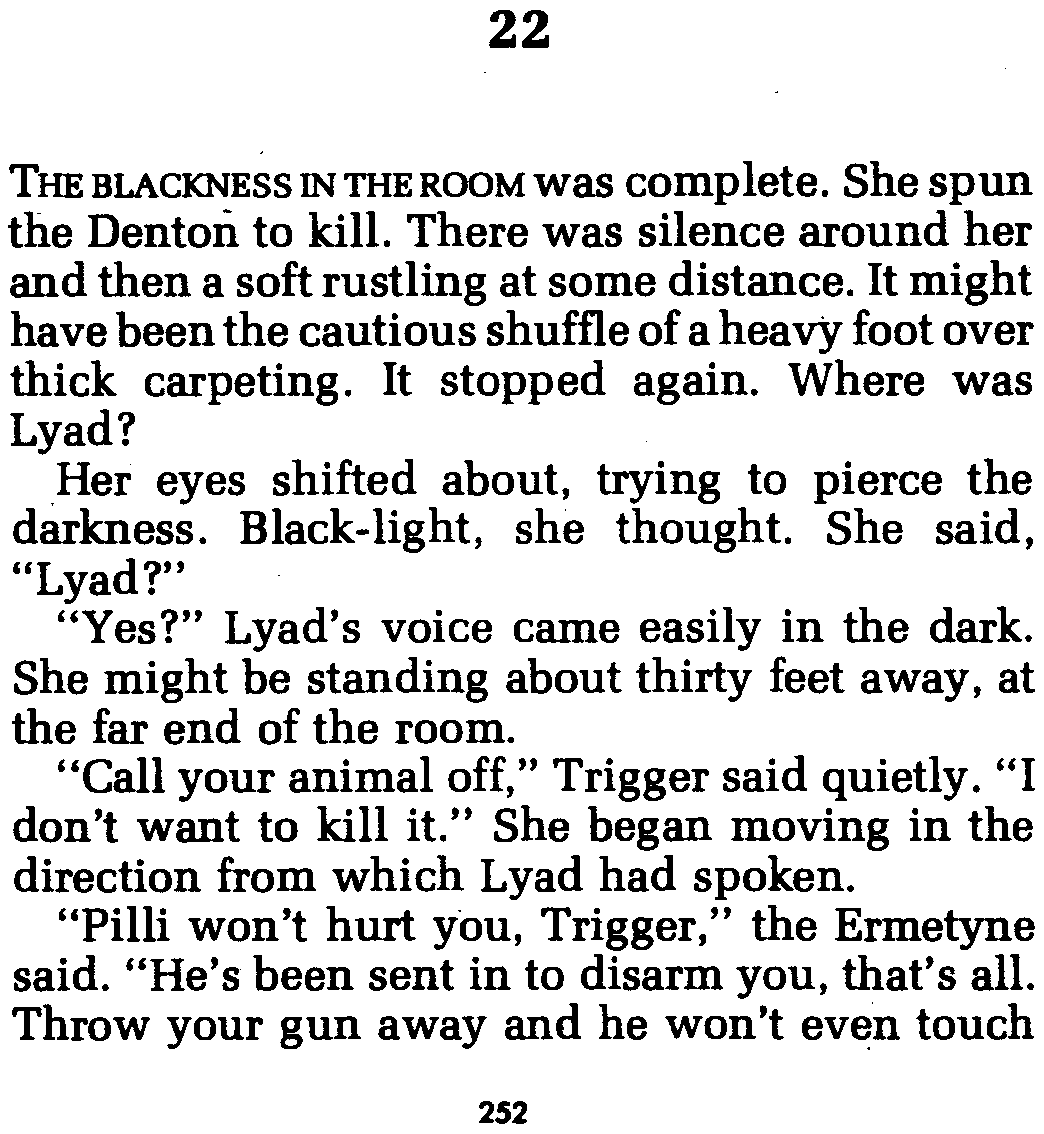 22
THE BLACKNESS IN THE ROOM was complete. She spun
the Denton to kill. There was silence around her
and then a soft rustling at some distance. It might
have been the cautious shuffle of a heavy foot over
thick carpeting. It stopped again. Where was
Lyad?
Her eyes shifted about, trying to pierce the
darkness. Black-light, she thought. She said,
“Lyad?”
“Yes?” Lyad’s voice came easily in the dark.
She might be standing about thirty feet away, at
the far end of the room.
“Call your animal off,” Trigger said quietly. “I
don’t want to kill it.” She began moving in the
direction from which Lyad had spoken.
“Pilli won’t hurt you, Trigger,” the Ermetyne
said. “He’s been sent in to disarm you, that’s all.
Throw your gun away and he won’t even touch
252